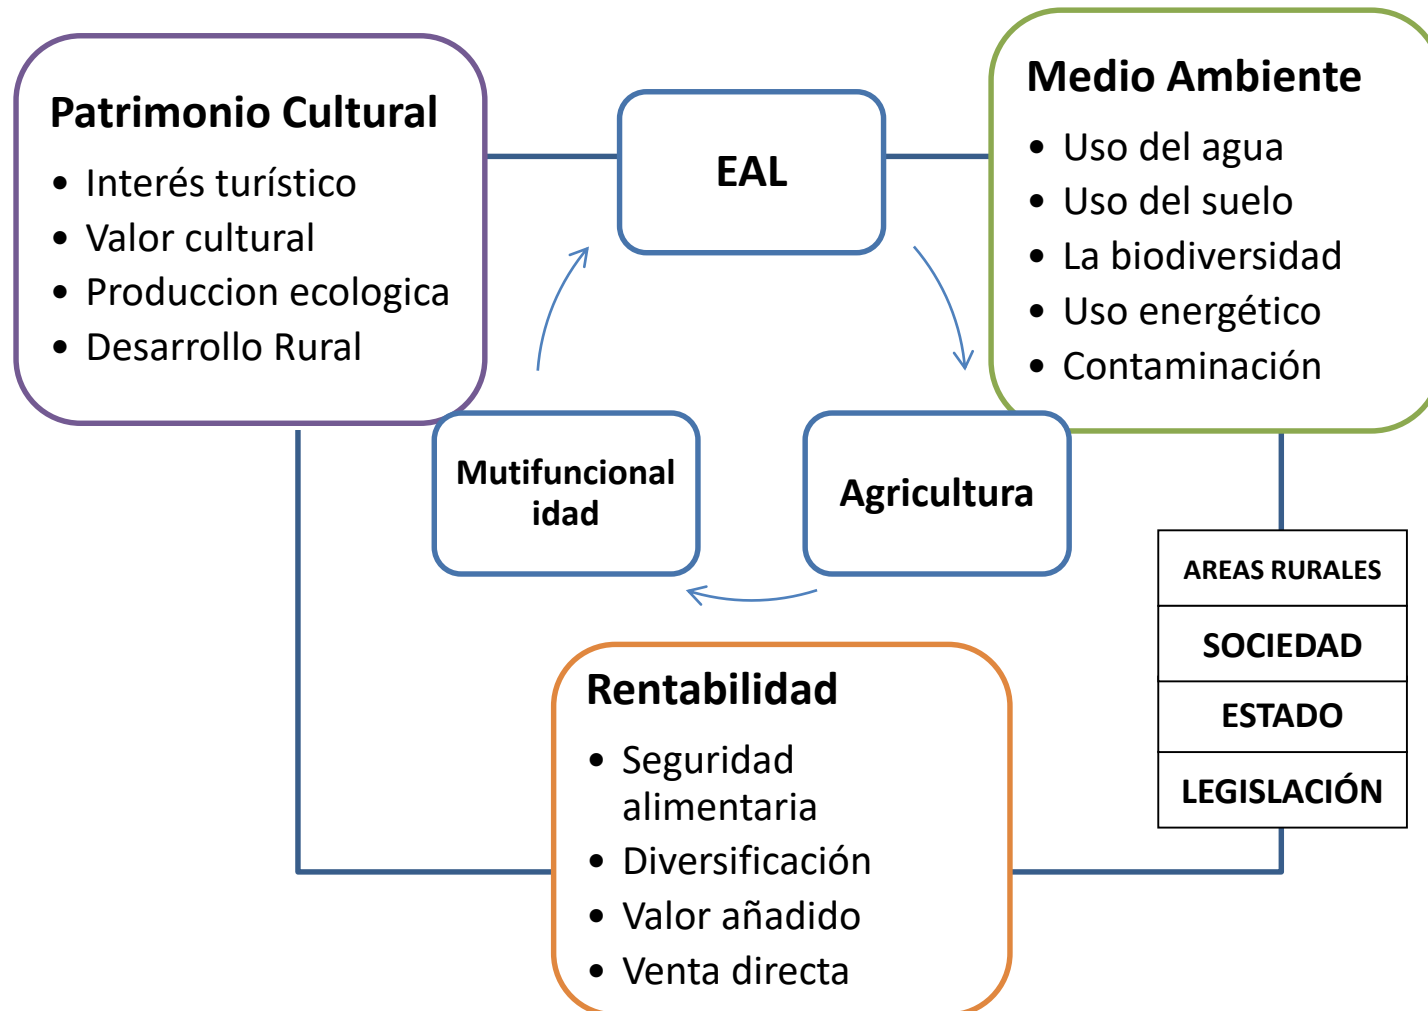 Patrimonio Cultural
• Interés turístico
• Valor cultural
• Produccion ecologica
• Desarrollo Rural
EAL
Medio Ambiente
• Uso del agua
• Uso del suelo
• La biodiversidad
• Uso energético
• Contaminación
Mutifuncional
idad
Agricultura
AREAS RURALES
SOCIEDAD
ESTADO
LEGISLACIÓN
Rentabilidad
• Seguridad
alimentaria
• Diversificación
• Valor añadido
• Venta directa